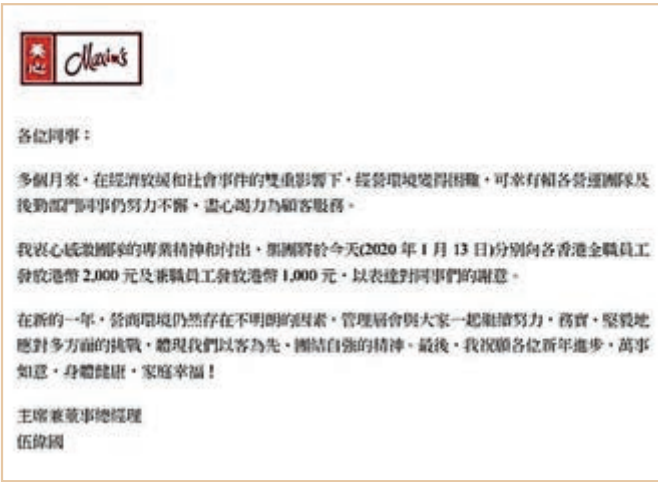 美心
Maxim's
各位同事：
多個月來，在經濟放緩和社會事件的雙重影響下，經營環境變得困難，可幸有賴各營運團隊及
後勤部門同事仍努力不懈，盡心竭力為顧客服務。
我衷心感激團隊的專業精神和付出，集團將於今天(2020 年 1 月 13 日)分別向各香港全職員工
發放港幣 2,000 元及兼職員工發放港幣 1,000 元，以表達對同事們的謝意。
在新的一年，營商環境仍然存在不明朗的因素，管理層會與大家一起繼續努力，務實，堅毅地
應對多方面的挑戰，體現我們以客為先，團結自強的精神。最後，我祝願各位新年進步，萬事
如意，身體健康，家庭幸福！
主席兼董事總經理
伍偉國